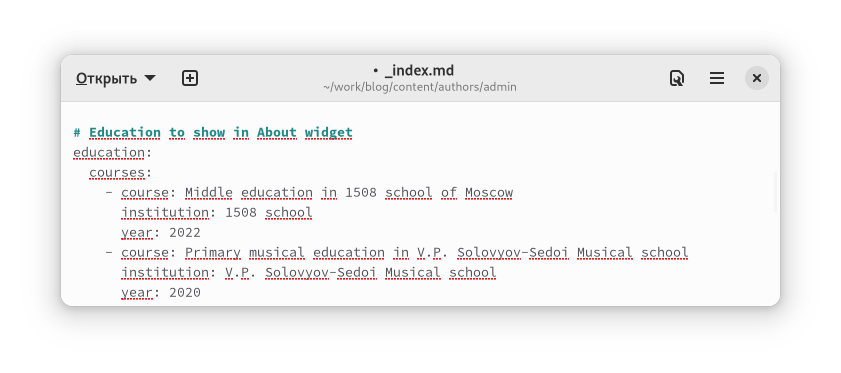 Открыть
• _index.md
~/work/blog/content/authors/admin
# Education to show in About widget
education:
  courses:
    - course: Middle education in 1508 school of Moscow
      institution: 1508 school
      year: 2022
    - course: Primary musical education in V.P. Solovyov-Sedoi Musical school
      institution: V.P. Solovyov-Sedoi Musical school
      year: 2020